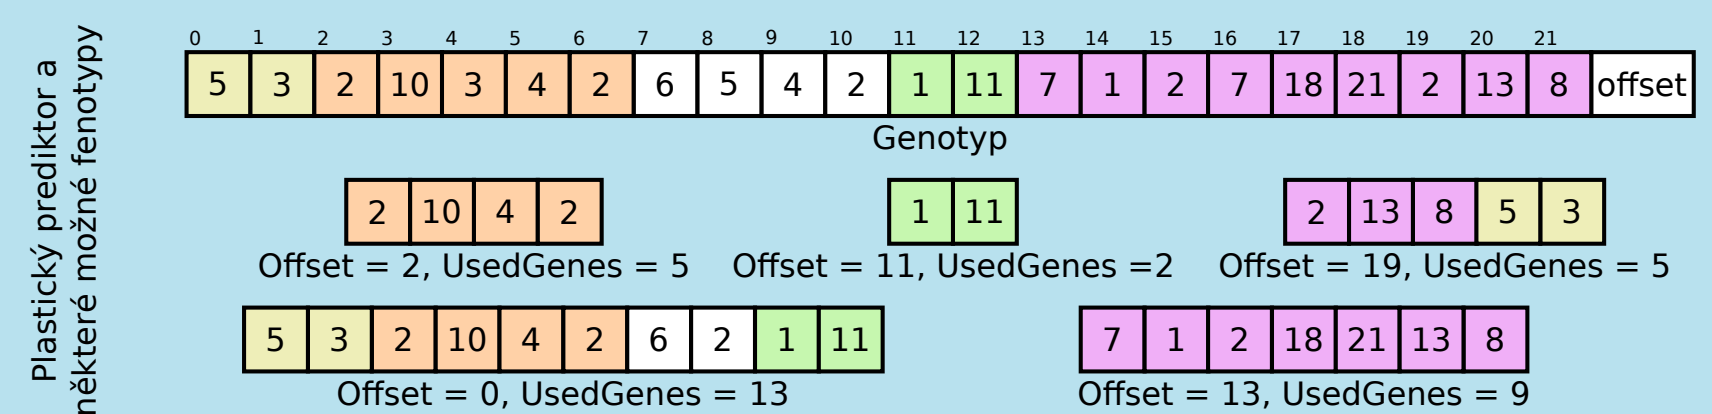 Plastický prediktor a
některé možné fenotypy
0 1 2 3 4 5 6 7 8 9 10 11 12 13 14 15 16 17 18 19 20 21
5 3 2 10 3 4 2 6 5 4 2 1 11 7 1 2 7 18 21 2 13 8 offset
Genotyp
2 10 4 2 1 11 2 13 8 5 3
Offset = 2, UsedGenes = 5 Offset = 11, UsedGenes =2 Offset = 19, UsedGenes = 5
5 3 2 10 4 2 6 2 1 11 7 1 2 18 21 13 8
Offset = 0, UsedGenes = 13 Offset = 13, UsedGenes = 9